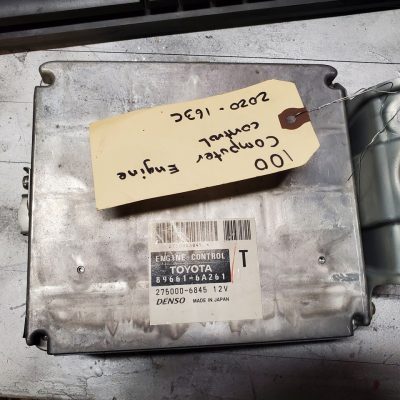 100
Computer Engine
control
2020-163C
ENGINE CONTROL
T
TOYOTA
89661-6A261
275000-6845 12V
DENSO MADE IN JAPAN